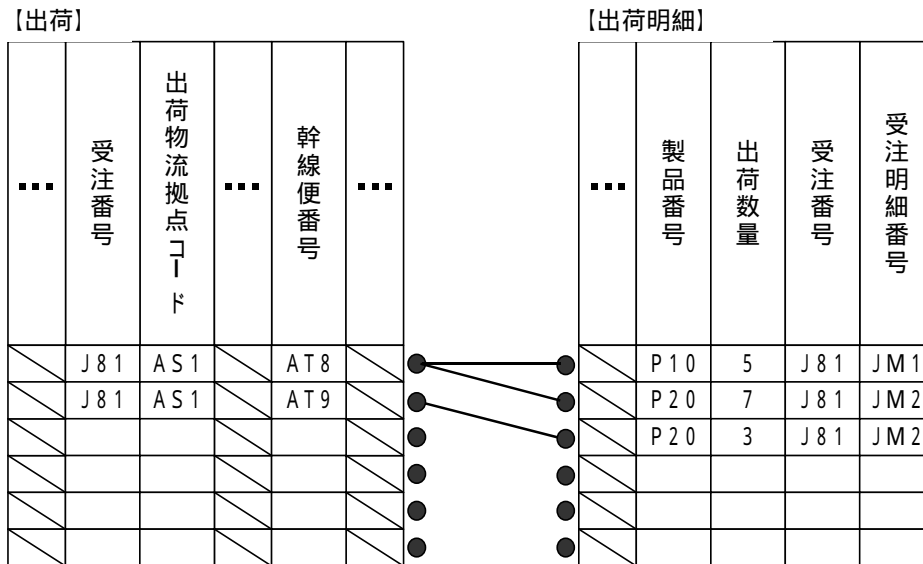 【出荷】
【出荷明細】
… 受注番号 出荷物流拠点コード … 幹線便番号 …
… 製品番号 出荷数量 受注番号 受注明細番号
J81 AS1 AT8
P10 5 J81 JM1
J81 AS1 AT9
P20 7 J81 JM2
P20 3 J81 JM2